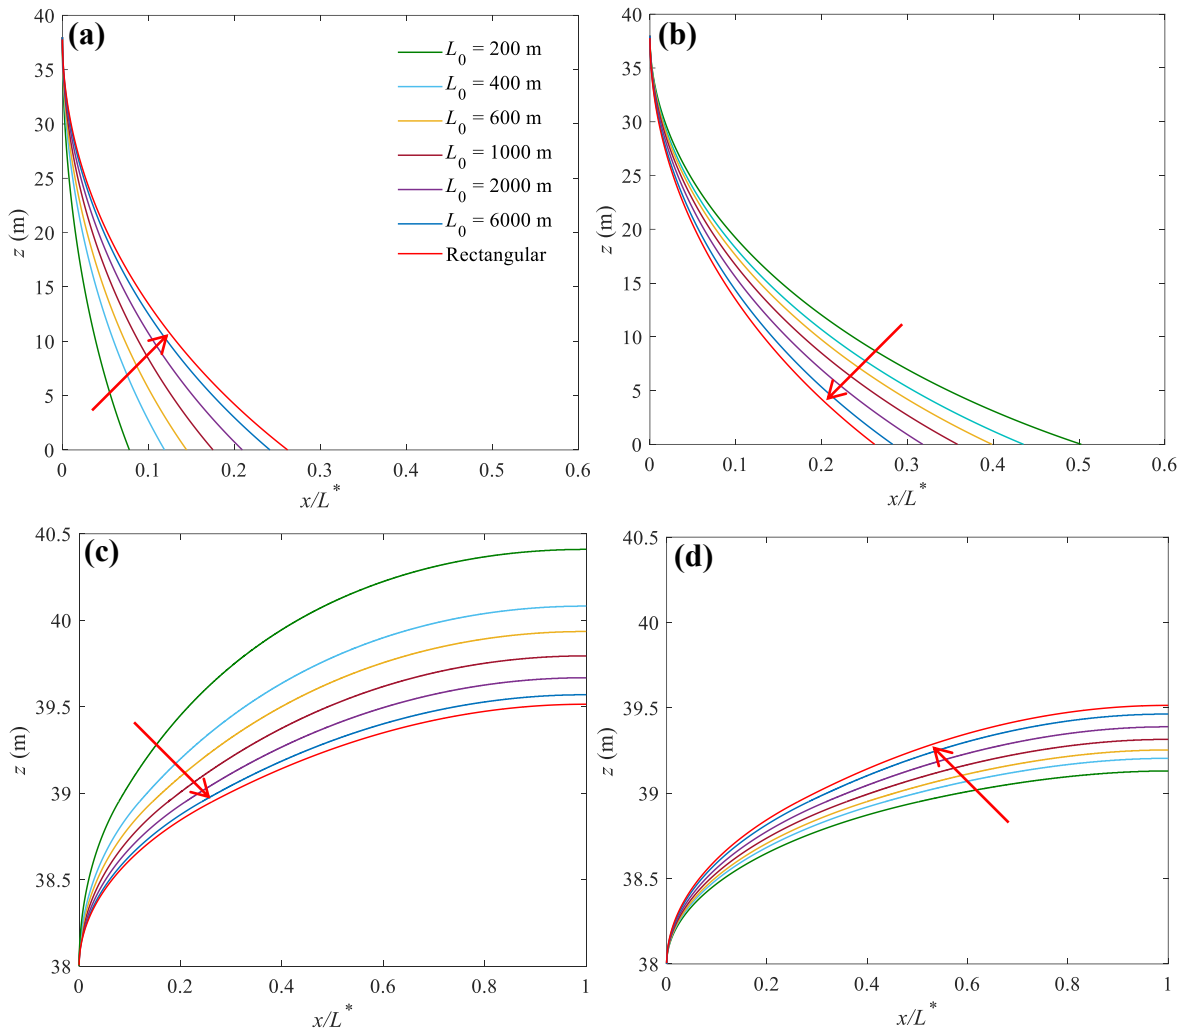 (a)
40
35
30
25
20
15
10
5
0
z (m)
0 0.1 0.2 0.3 0.4 0.5 0.6
x/L*
L0 = 200 m
L0 = 400 m
L0 = 600 m
L0 = 1000 m
L0 = 2000 m
L0 = 6000 m
Rectangular
(b)
40
35
30
25
20
15
10
5
0
z (m)
0 0.1 0.2 0.3 0.4 0.5 0.6
x/L*
(c)
40.5
40
39.5
39
38.5
38
z (m)
0 0.2 0.4 0.6 0.8 1
x/L*
(d)
40.5
40
39.5
39
38.5
38
z (m)
0 0.2 0.4 0.6 0.8 1
x/L*